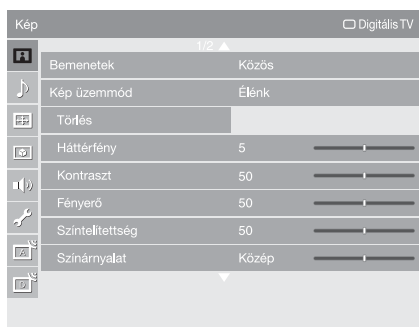 Kép Digitális TV
1/2
Bemenetek Közös
Kép üzemmód Élénk
Törlés
Háttérfény 5
Kontraszt 50
Fényerő 50
Színtelítettség 50
Színárnyalat Közép
A
D